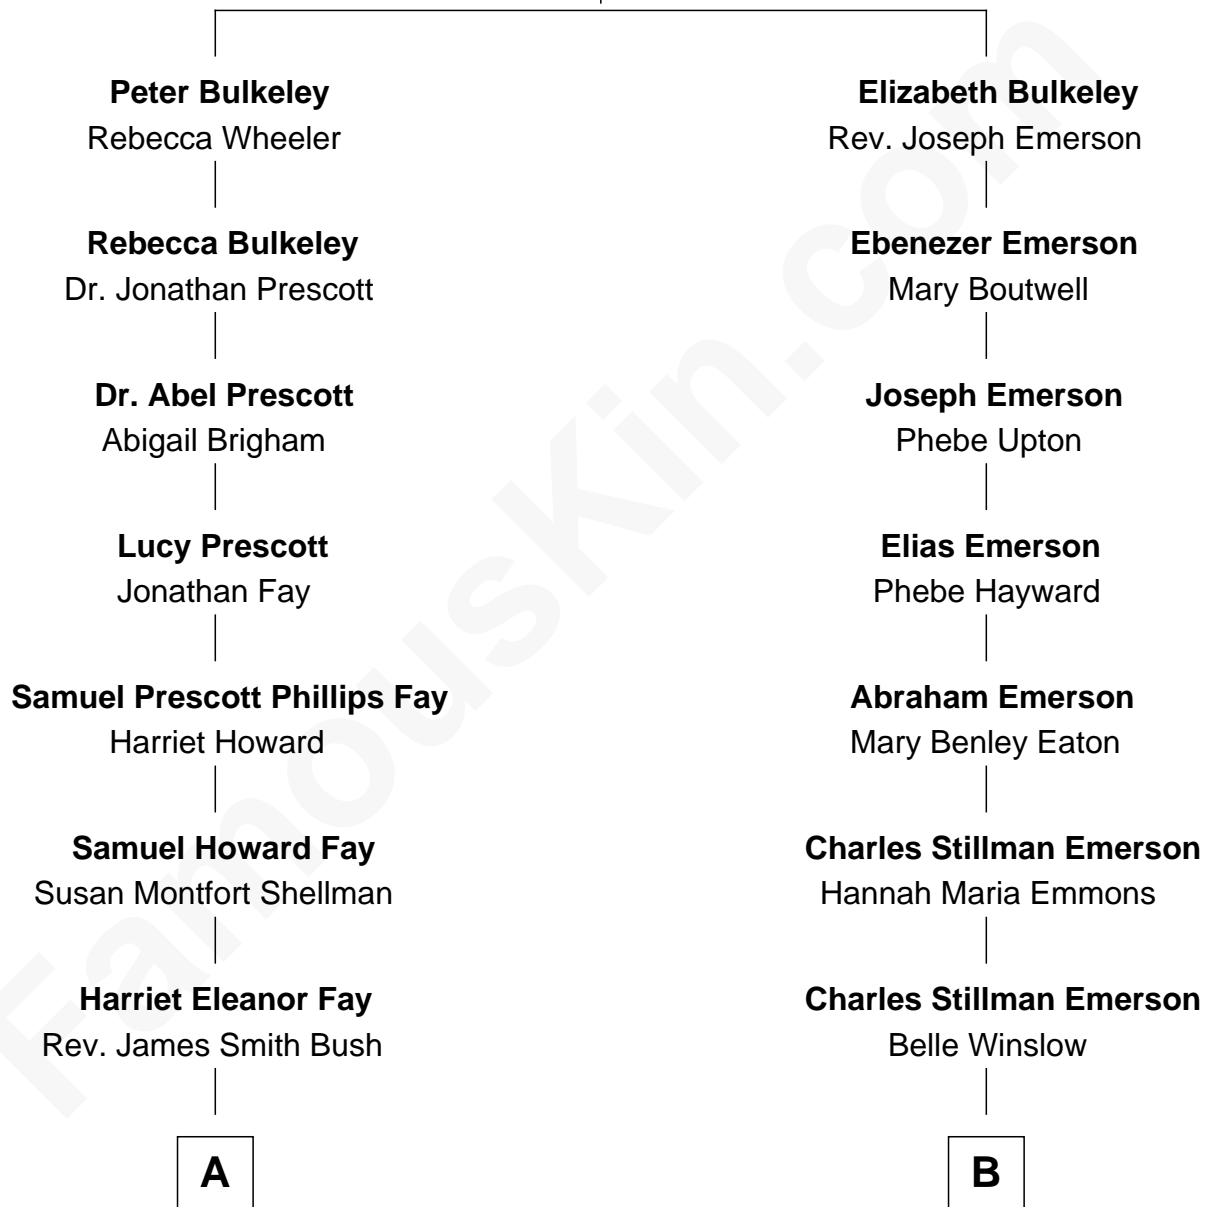 Peter Bulkeley
Rebecca Wheeler
Rebecca Bulkeley
Dr. Jonathan Prescott
Dr. Abel Prescott
Abigail Brigham
Lucy Prescott
Jonathan Fay
Samuel Prescott Phillips Fay
Harriet Howard
Samuel Howard Fay
Susan Montfort Shellman
Harriet Eleanor Fay
Rev. James Smith Bush
A
Elizabeth Bulkeley
Rev. Joseph Emerson
Ebenezer Emerson
Mary Boutwell
Joseph Emerson
Phebe Upton
Elias Emerson
Phebe Hayward
Abraham Emerson
Mary Benley Eaton
Charles Stillman Emerson
Hannah Maria Emmons
Charles Stillman Emerson
Belle Winslow
B
FamousKin.com